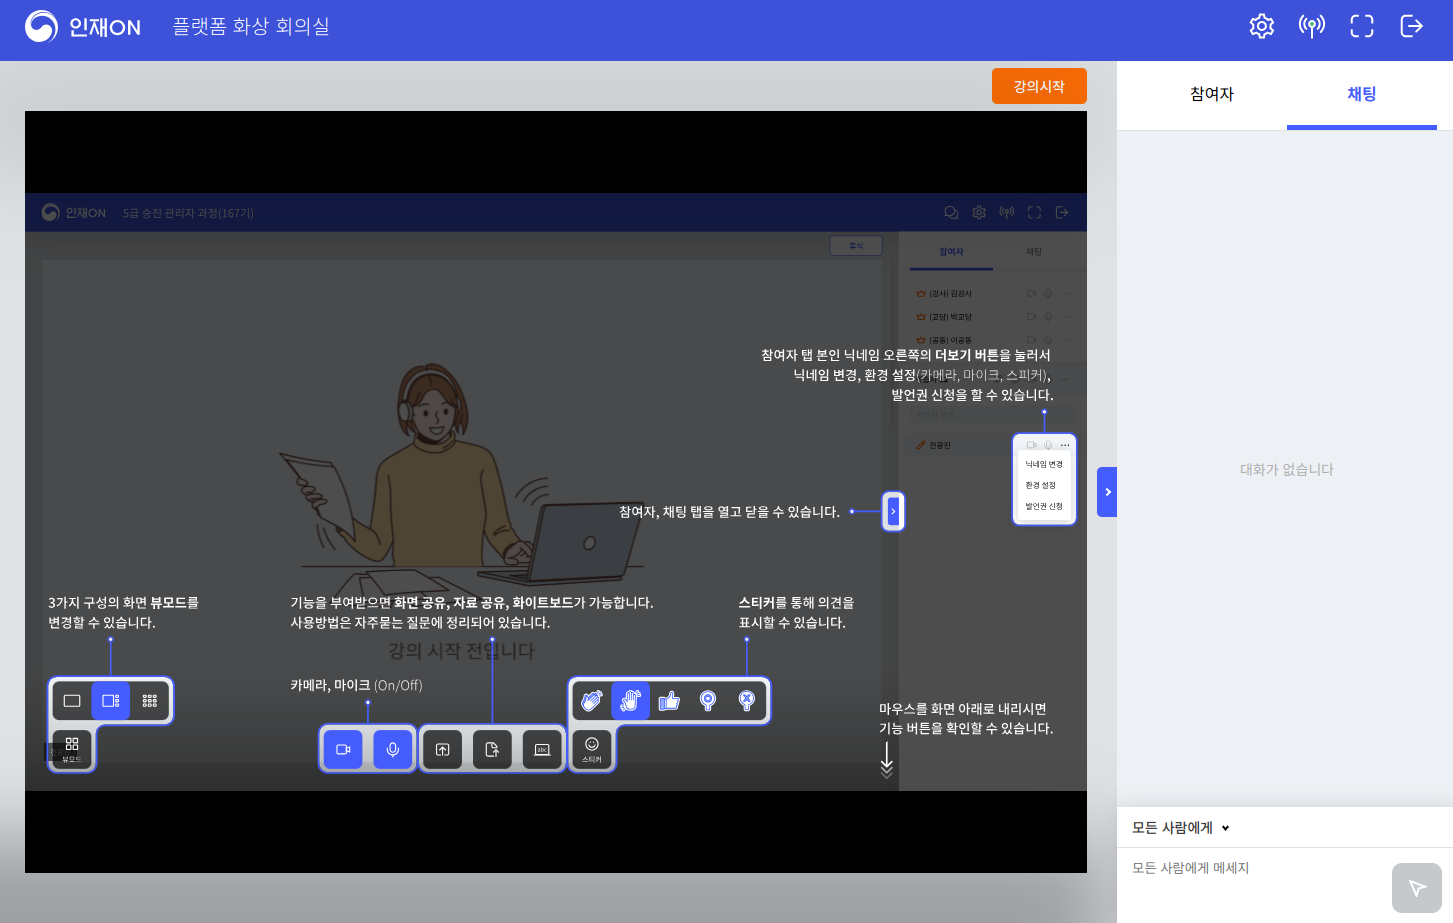 인재ON 플랫폼 화상 회의실
강의시작
참여자 채팅
인재ON 5급 승진 관리자 과정(167기)
휴식
참여자 채팅
(강사) 김강사
(교담) 박교담
(공동) 이공동
참여자 탭 본인 닉네임 오른쪽의 더보기 버튼을 눌러서
닉네임 변경, 환경 설정(카메라, 마이크, 스피커),
발언권 신청을 할 수 있습니다.
전광진
닉네임 변경
환경 설정
발언권 신청
대화가 없습니다
참여자, 채팅 탭을 열고 닫을 수 있습니다.
3가지 구성의 화면 뷰모드를
변경할 수 있습니다.
기능을 부여받으면 화면 공유, 자료 공유, 화이트보드가 가능합니다.
사용방법은 자주묻는 질문에 정리되어 있습니다.
스티커를 통해 의견을
표시할 수 있습니다.
강의 시작 전입니다
카메라, 마이크 (On/Off)
마우스를 화면 아래로 내리시면
기능 버튼을 확인할 수 있습니다.
뷰모드
abc
스티커
모든 사람에게
모든 사람에게 메세지